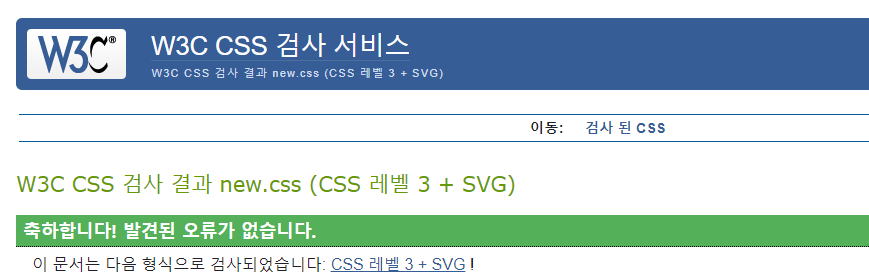 W3C®
W3C CSS 검사 서비스
W3C CSS 검사 결과 new.css (CSS 레벨 3 + SVG)
이동: 검사 된 CSS
W3C CSS 검사 결과 new.css (CSS 레벨 3 + SVG)
축하합니다! 발견된 오류가 없습니다.
이 문서는 다음 형식으로 검사되었습니다: CSS 레벨 3 + SVG !